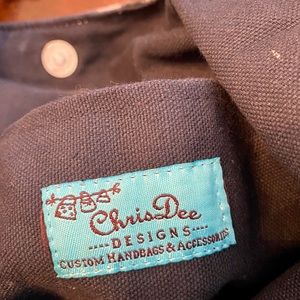 ChrisDee
DESIGNS
CUSTOM HANDBAGS & ACCESSORIES